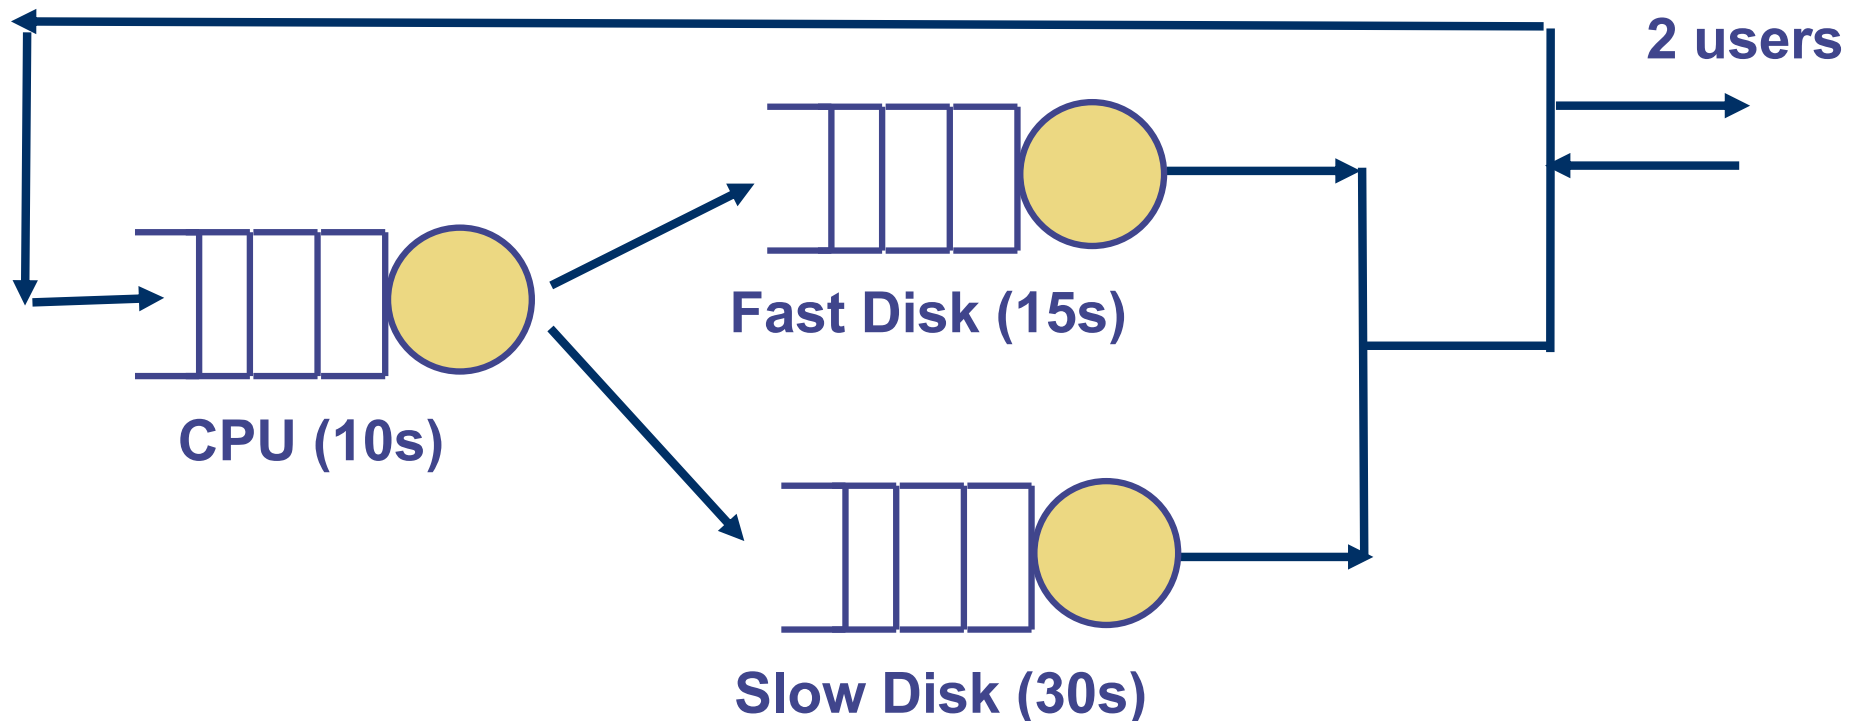 2 users
Fast Disk (15s)
CPU (10s)
Slow Disk (30s)